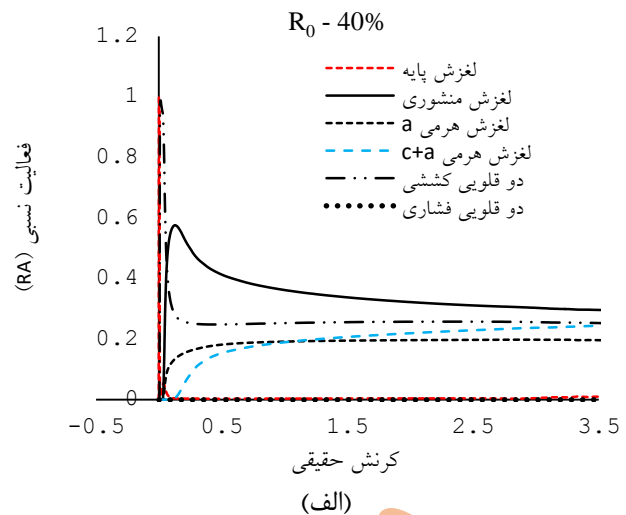 R₀ - 40%
1.2
1
0.8
0.6
0.4
0.2
0
فعالیت نسبی (RA)
لغزش پایه
لغزش منشوری
لغزش هرمی a
لغزش هرمی c+a
دو قلویی کششی
دو قلویی فشاری
-0.5 0.5 1.5 2.5 3.5
کرنش حقیقی
(الف)